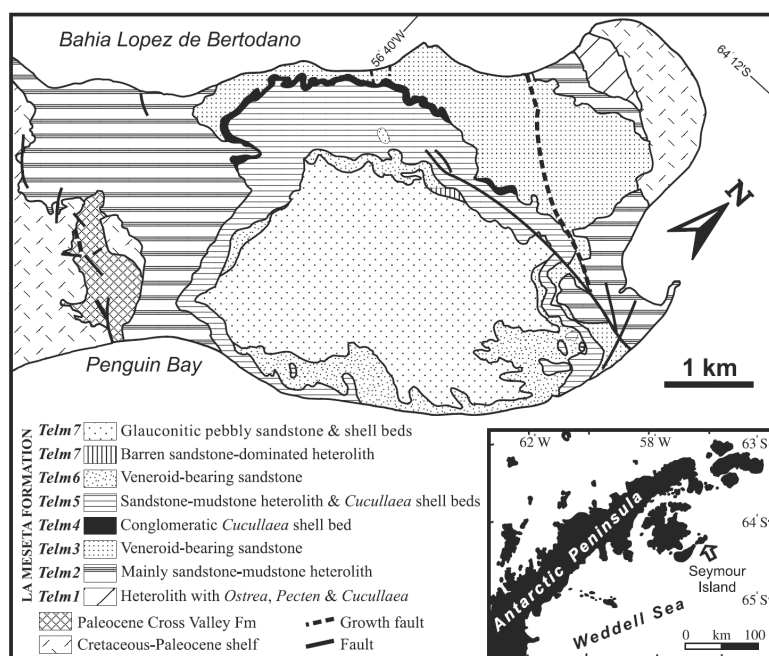 Bahia Lopez de Bertodano
56°40'W
64°12'S
N
Penguin Bay
1 km
LA MESETA FORMATION
Telm7 Glauconitic pebbly sandstone & shell beds
Telm7 Barren sandstone-dominated heterolith
Telm6 Veneroid-bearing sandstone
Telm5 Sandstone-mudstone heterolith & Cucullaea shell beds
Telm4 Conglomeratic Cucullaea shell bed
Telm3 Veneroid-bearing sandstone
Telm2 Mainly sandstone-mudstone heterolith
Telm1 Heterolith with Ostrea, Pecten & Cucullaea
Paleocene Cross Valley Fm
Growth fault
Cretaceous-Paleocene shelf
Fault
62°W 58°W 63°S
64°S
Antarctic Peninsula
Seymour
Island
65°S
Weddell Sea
0 km 100